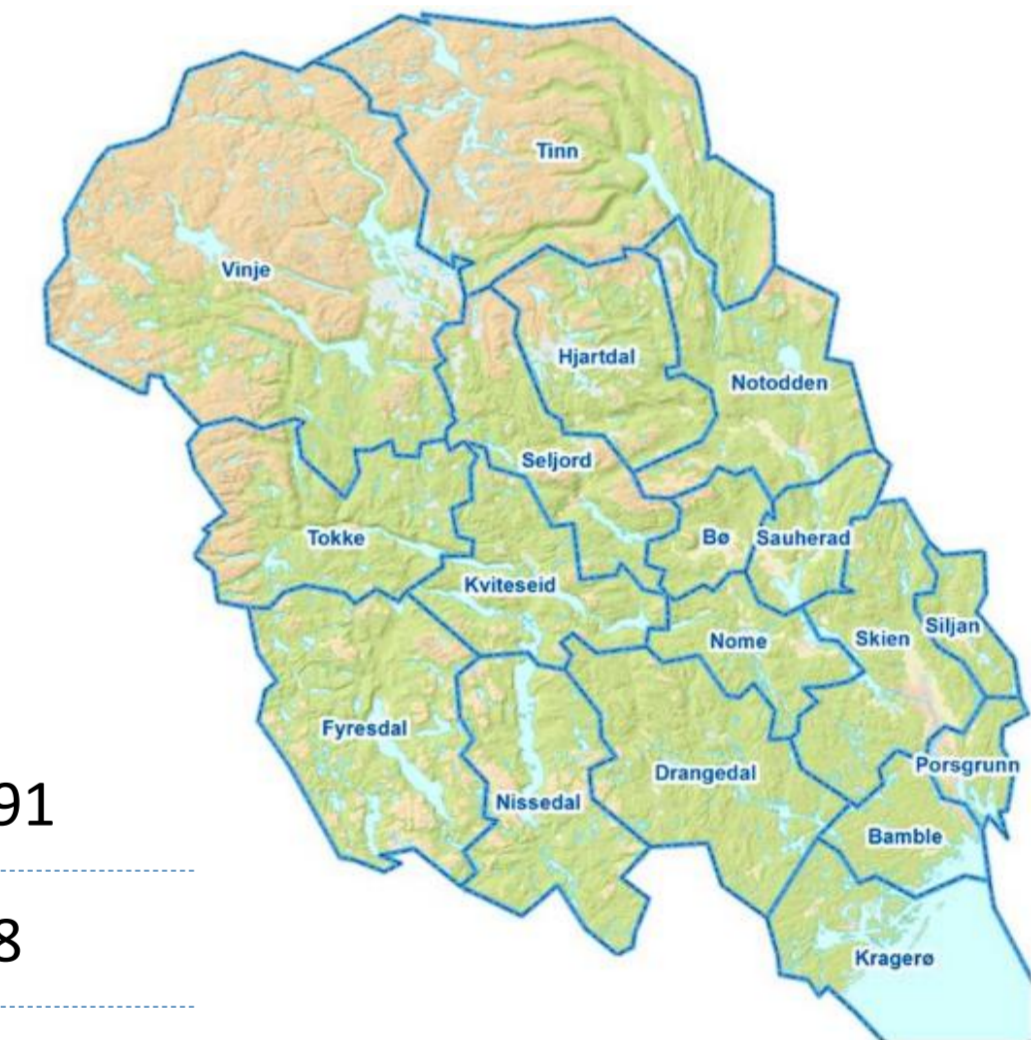 Tinn
Vinje
Hjartdal
Notodden
Seljord
Tokke
Bø
Sauherad
Kviteseid
Siljan
Nome
Skien
Fyresdal
Porsgrunn
Drangedal
Nissedal
91
Bamble
8
Kragerø